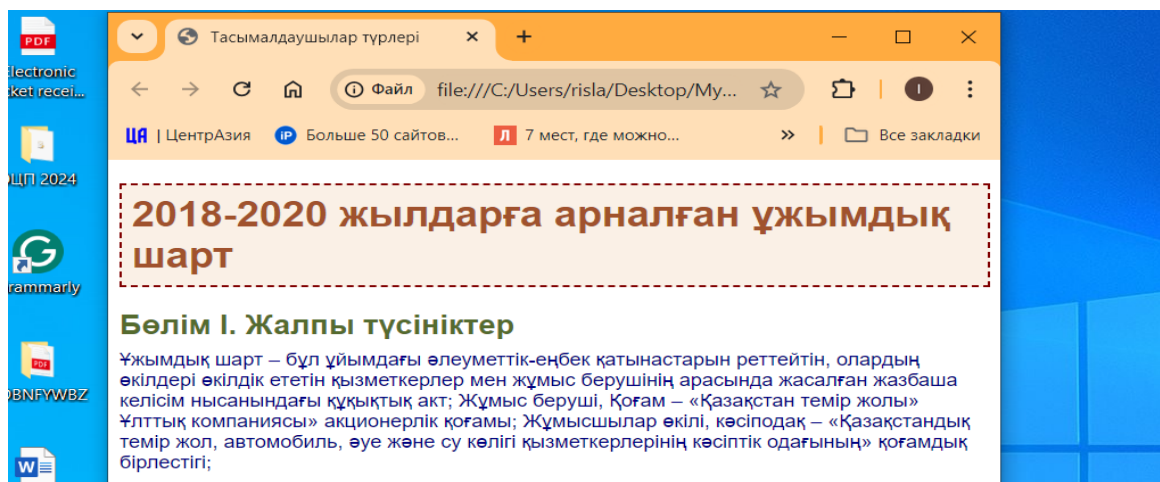 PDF
Electronic
ket recei...
ОЦП 2024
rammarly
PDF
OBNFYWBZ
W
Тасымалдаушылар түрлері
Файл file:///C:/Users/risla/Desktop/My...
I
ЦА | ЦентрАзия iP Больше 50 сайтов... Л 7 мест, где можно... » Все закладки
2018-2020 жылдарға арналған ұжымдық
шарт
Бөлім I. Жалпы түсініктер
Ұжымдық шарт – бұл ұйымдағы әлеуметтік-еңбек қатынастарын реттейтін, олардың
өкілдері өкілдік ететін қызметкерлер мен жұмыс берушінің арасында жасалған жазбаша
келісім нысанындағы құқықтық акт; Жұмыс беруші, Қоғам – «Қазақстан темір жолы»
Ұлттық компаниясы» акционерлік қоғамы; Жұмысшылар өкілі, кәсіподақ – «Қазақстандық
темір жол, автомобиль, әуе және су көлігі қызметкерлерінің кәсіптік одағының» қоғамдық
бірлестігі;